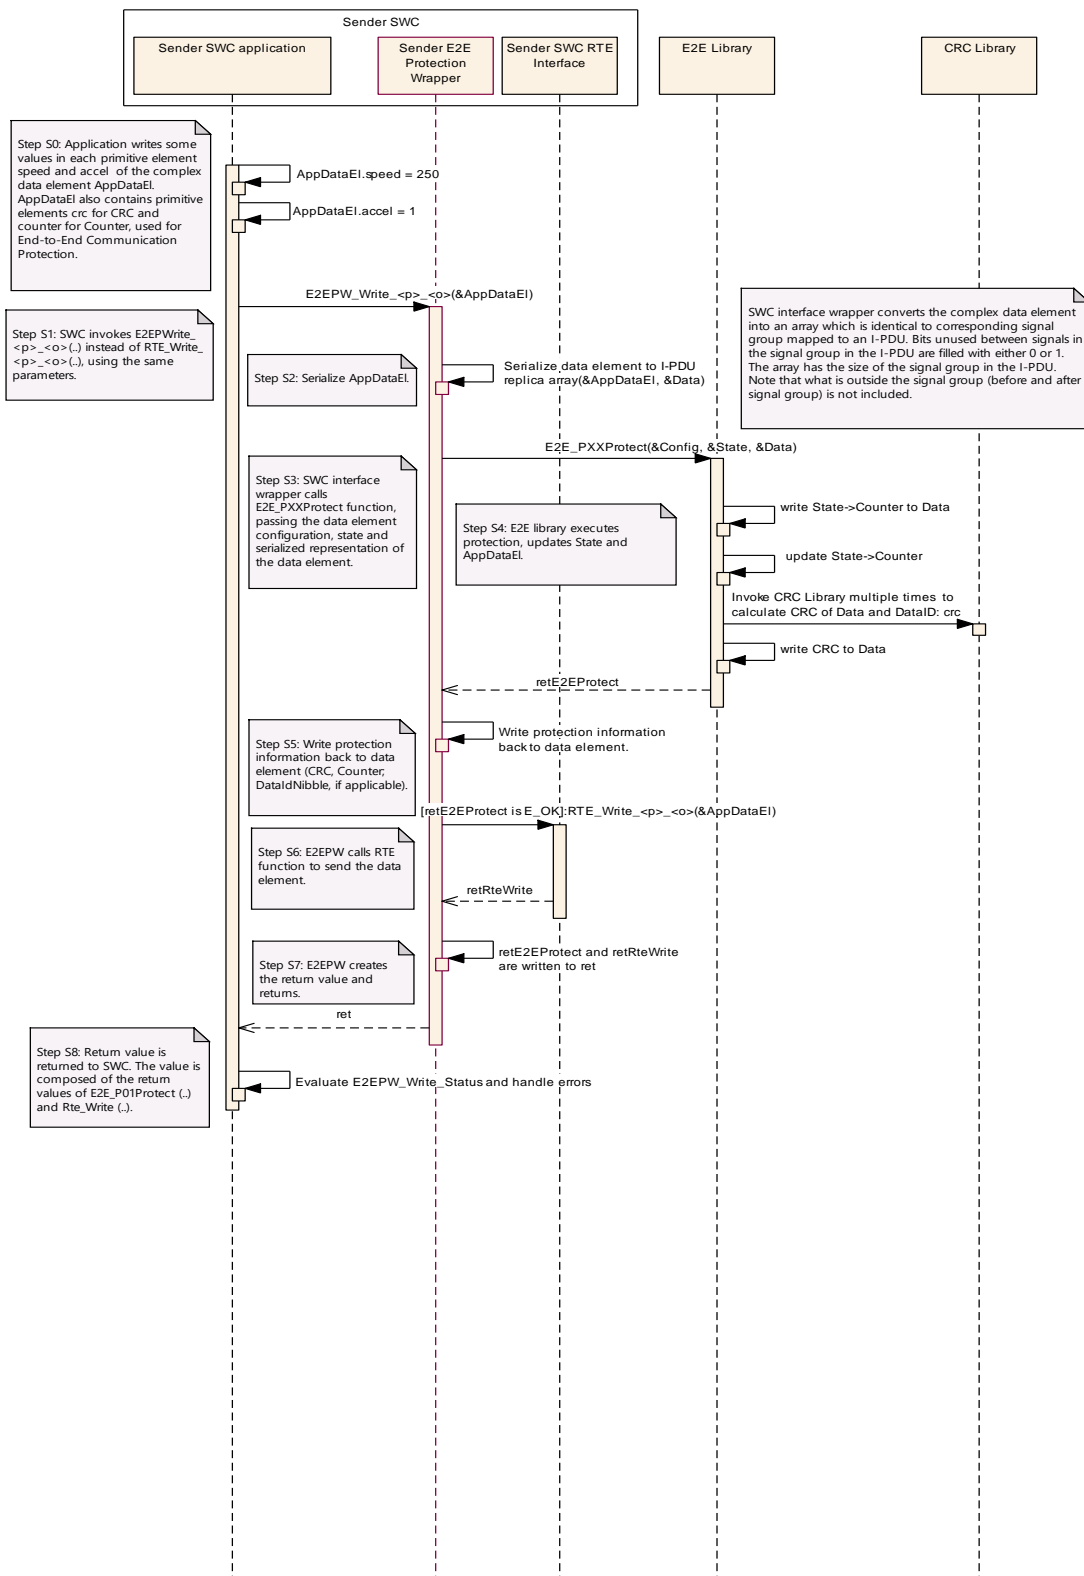 Sender SWC
Sender SWC application
Sender E2E
Protection
Wrapper
Sender SWC RTE
Interface
E2E Library
CRC Library
Step S0: Application writes some
values in each primitive element
speed and accel  of the complex
data element AppDataEl.
AppDataEl also contains primitive
elements crc for CRC and
counter for Counter, used for
End-to-End Communication
Protection.
AppDataEl.speed = 250
AppDataEl.accel = 1
E2EPW_Write_<p>_<o>(&AppDataEl)
Step S1: SWC invokes E2EPWrite_
<p>_<o>(..) instead of RTE_Write_
<p>_<o>(..), using the same
parameters.
SWC interface wrapper converts the complex data element
into an array which is identical to corresponding signal
group mapped to an I-PDU. Bits unused between signals in
the signal group in the I-PDU are filled with either 0 or 1.
The array has the size of the signal group in the I-PDU.
Note that what is outside the signal group (before and after
signal group) is not included.
Step S2: Serialize AppDataEl.
Serialize data element to I-PDU
replica array(&AppDataEl, &Data)
E2E_PXXProtect(&Config, &State, &Data)
Step S3: SWC interface
wrapper calls
E2E_PXXProtect function,
passing the data element
configuration, state and
serialized representation of
the data element.
Step S4: E2E library executes
protection, updates State and
AppDataEl.
write State->Counter to Data
update State->Counter
Invoke CRC Library multiple times to
calculate CRC of Data and DataID: crc
write CRC to Data
retE2EProtect
Step S5: Write protection
information back to data
element (CRC, Counter,
DataIdNibble, if applicable).
Write protection information
back to data element.
[retE2EProtect is E_OK]:RTE_Write_<p>_<o>(&AppDataEl)
Step S6: E2EPW calls RTE
function to send the data
element.
retRteWrite
Step S7: E2EPW creates
the return value and
returns.
retE2EProtect and retRteWrite
are written to ret
ret
Step S8: Return value is
returned to SWC. The value is
composed of the return
values of E2E_P01Protect (..)
and Rte_Write (..).
Evaluate E2EPW_Write_Status and handle errors